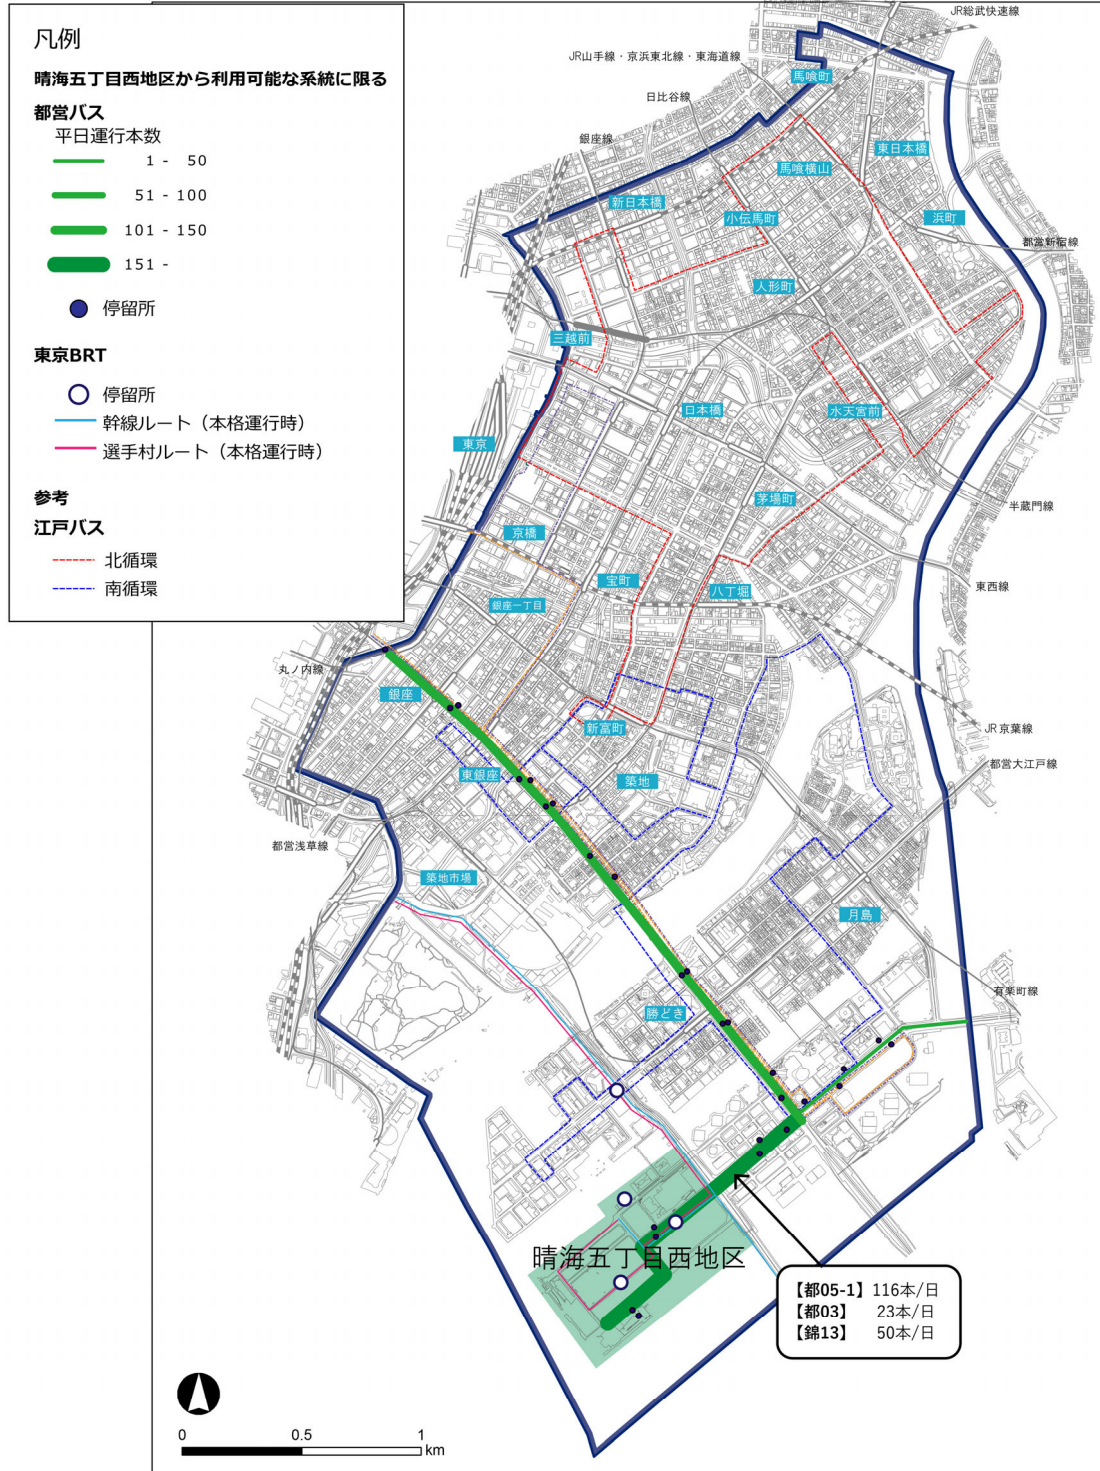 凡例
晴海五丁目西地区から利用可能な系統に限る
都営バス
平日運行本数
1 - 50
51 - 100
101 - 150
151 -
停留所
東京BRT
停留所
幹線ルート（本格運行時）
選手村ルート（本格運行時）
参考
江戸バス
北循環
南循環
JR総武快速線
JR山手線・京浜東北線・東海道線
馬喰町
日比谷線
銀座線
東日本橋
馬喰横山
新日本橋
小伝馬町
浜町
都営新宿線
人形町
三越前
日本橋
水天宮前
東京
茅場町
半蔵門線
京橋
宝町
八丁堀
東西線
銀座一丁目
丸ノ内線
銀座
新富町
JR京葉線
東銀座
築地
都営大江戸線
都営浅草線
築地市場
月島
有楽町線
勝どき
晴海五丁目西地区
【都05-1】116本/日
【都03】 23本/日
【錦13】 50本/日
0 0.5 1
km